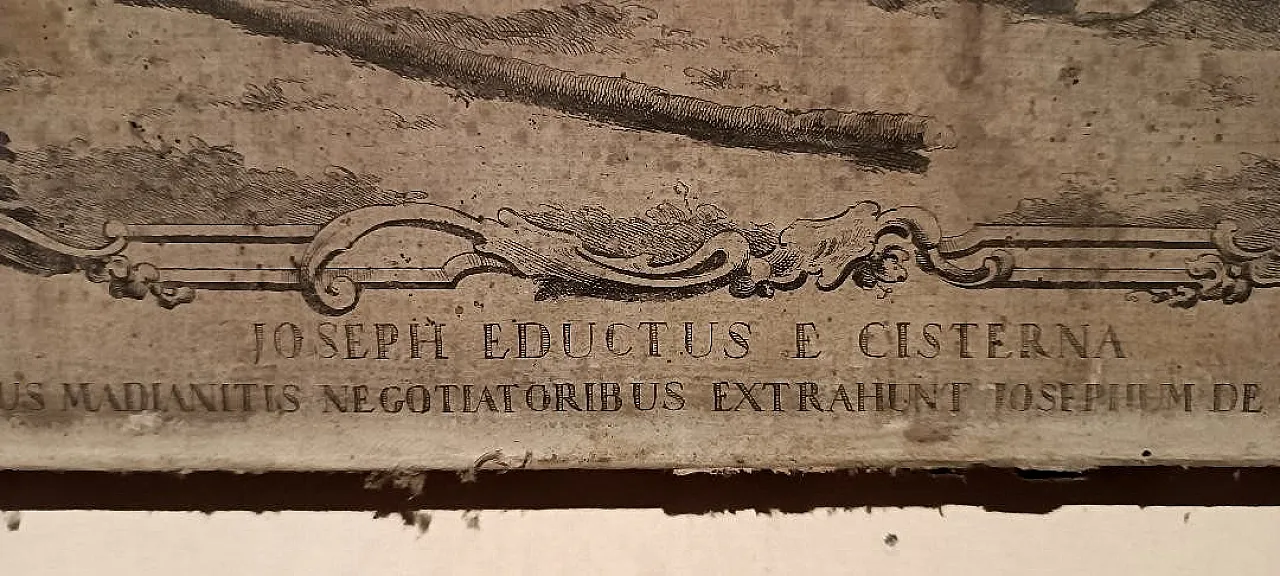 JOSEPH EDUCTUS E CISTERNA
US MADIANITIS NEGOTIATORIBUS EXTRAHUNT JOSEPHUM DE